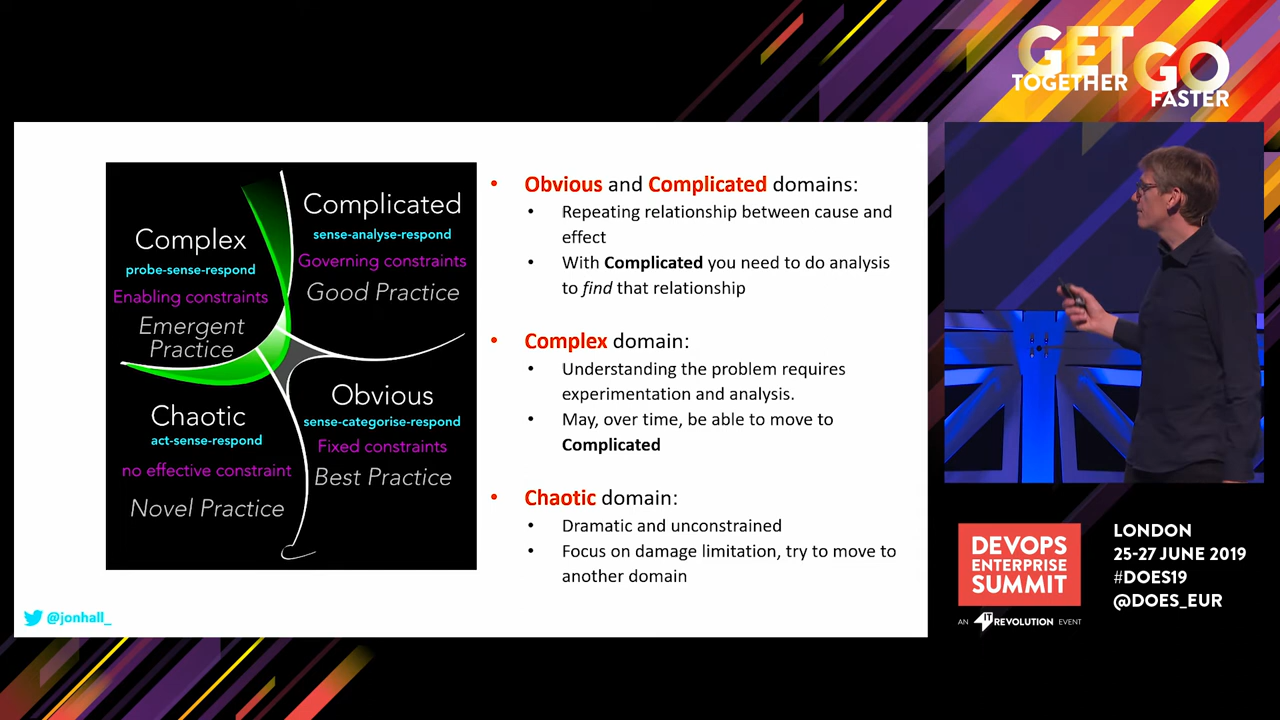 GET
TOGETHER
GO
FASTER
Complex
probe-sense-respond
Enabling constraints
Emergent
Practice
Complicated
sense-analyse-respond
Governing constraints
Good Practice
Chaotic
act-sense-respond
no effective constraint
Novel Practice
Obvious
sense-categorise-respond
Fixed constraints
Best Practice
• Obvious and Complicated domains:
• Repeating relationship between cause and
effect
• With Complicated you need to do analysis
to find that relationship
• Complex domain:
• Understanding the problem requires
experimentation and analysis.
• May, over time, be able to move to
Complicated
• Chaotic domain:
• Dramatic and unconstrained
• Focus on damage limitation, try to move to
another domain
@jonhall_
DEVOPS
ENTERPRISE
SUMMIT
AN IT REVOLUTION EVENT
LONDON
25-27 JUNE 2019
#DOES19
@DOES_EUR